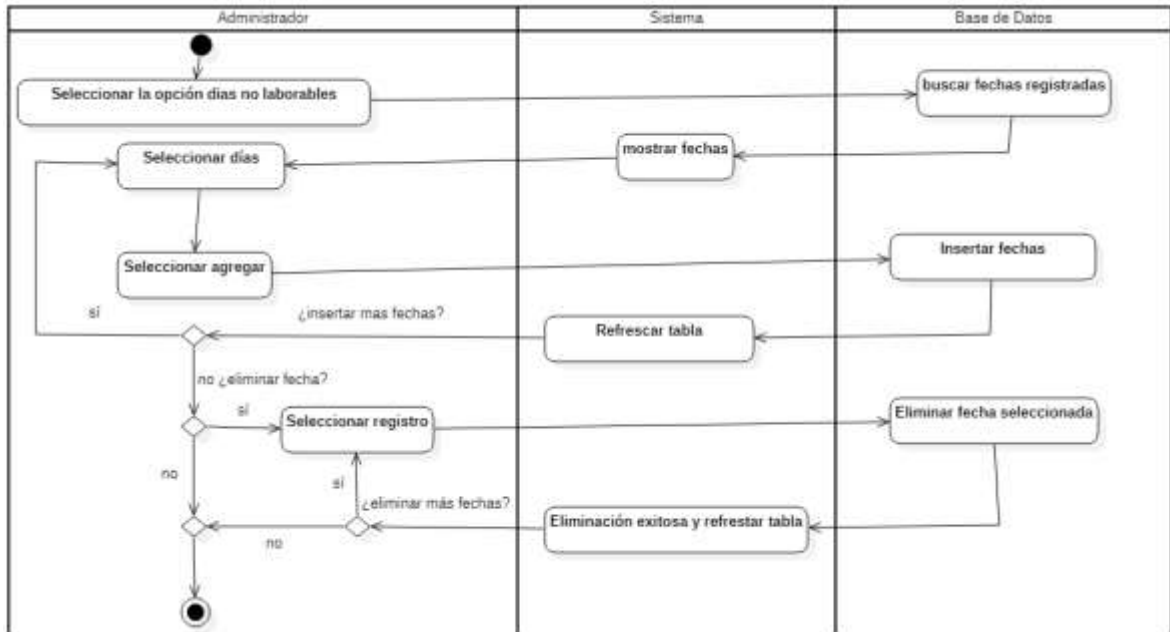 Administrador
Sistema
Base de Datos
Seleccionar la opción dias no laborables
buscar fechas registradas
Seleccionar días
mostrar fechas
Seleccionar agregar
Insertar fechas
sí
¿insertar mas fechas?
Refrescar tabla
no ¿eliminar fecha?
sí
Seleccionar registro
Eliminar fecha seleccionada
no
sí
¿eliminar más fechas?
Eliminación exitosa y refrestar tabla
no